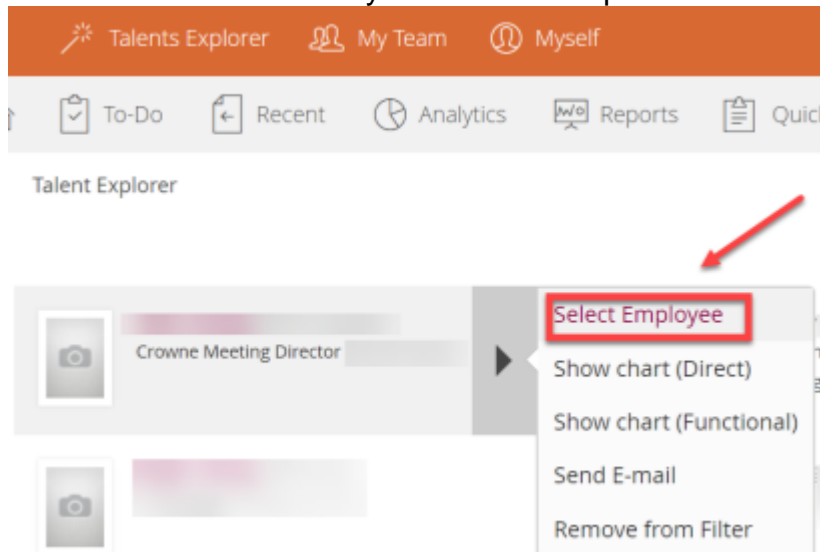 Talents Explorer My Team Myself
To-Do Recent Analytics Reports
Talent Explorer
Select Employee
Crowne Meeting Director
Show chart (Direct)
Show chart (Functional)
Send E-mail
Remove from Filter